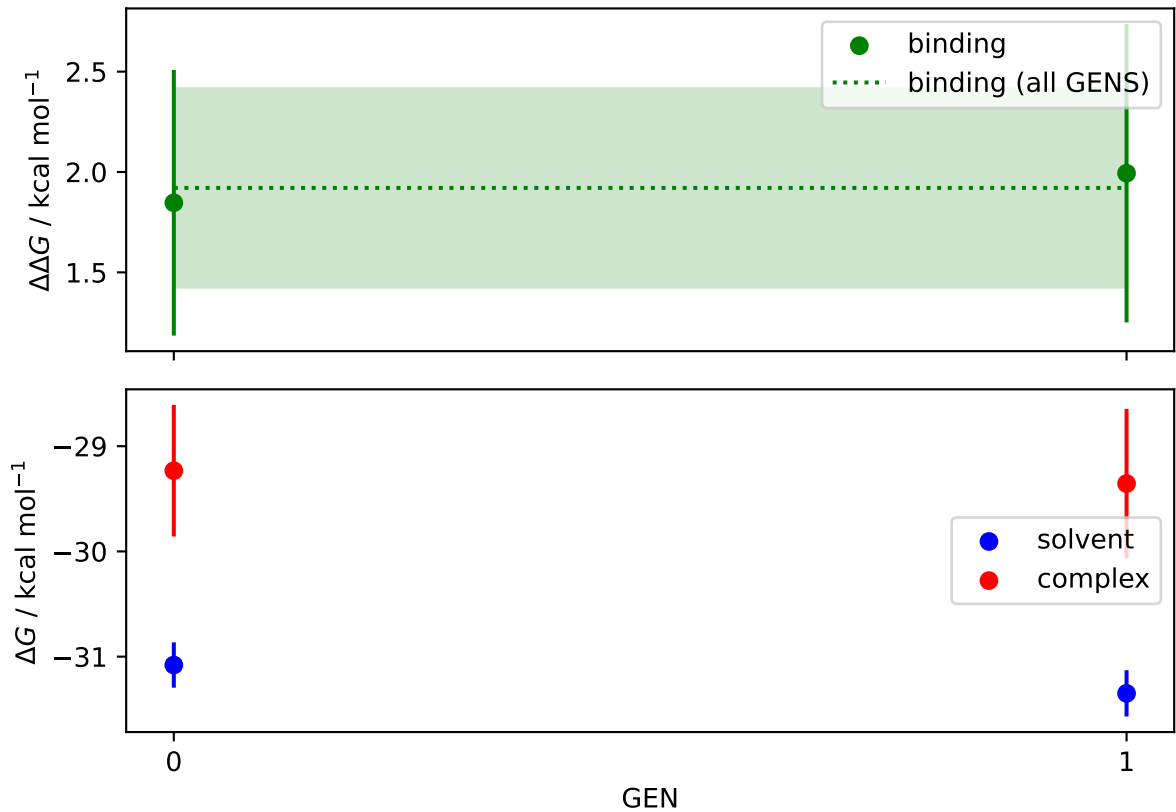 binding
binding (all GENS)
2.5
2.0
1.5
ΔΔG / kcal mol⁻¹
solvent
complex
−29
−30
−31
ΔG / kcal mol⁻¹
0
1
GEN